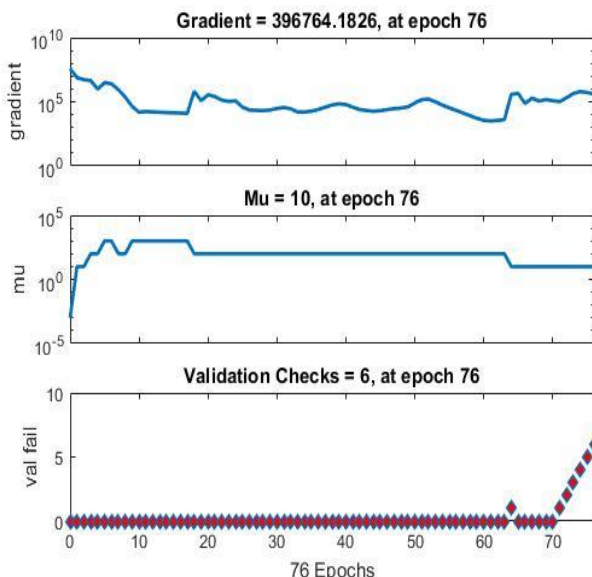 Gradient = 396764.1826, at epoch 76
10^10
10^5
10^0
gradient
Mu = 10, at epoch 76
10^5
10^0
10^-5
mu
Validation Checks = 6, at epoch 76
10
5
0
val fail
0 10 20 30 40 50 60 70
76 Epochs